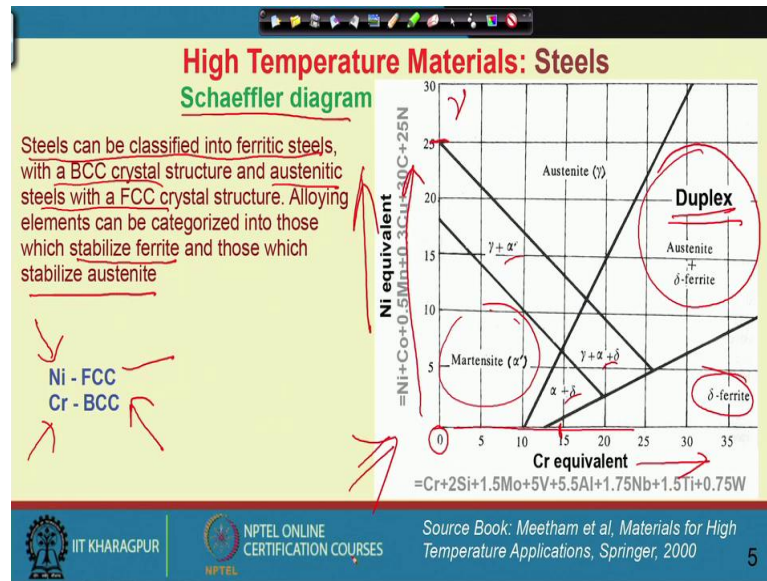 High Temperature Materials: Steels
Schaeffler diagram
Steels can be classified into ferritic steels,
with a BCC crystal structure and austenitic
steels with a FCC crystal structure. Alloying
elements can be categorized into those
which stabilize ferrite and those which
stabilize austenite
Ni - FCC
Cr - BCC
Ni equivalent
=Ni+Co+0.5Mn+0.3Cu+30C+25N
30
25
20
15
10
5
γ
Austenite (γ)
Duplex
Austenite
+
δ-ferrite
γ + α'
Martensite (α')
γ+α+δ
α+δ
δ-ferrite
0 5 10 15 20 25 30 35
Cr equivalent
=Cr+2Si+1.5Mo+5V+5.5Al+1.75Nb+1.5Ti+0.75W
IIT KHARAGPUR
NPTEL
NPTEL ONLINE
CERTIFICATION COURSES
Source Book: Meetham et al, Materials for High
Temperature Applications, Springer, 2000
5